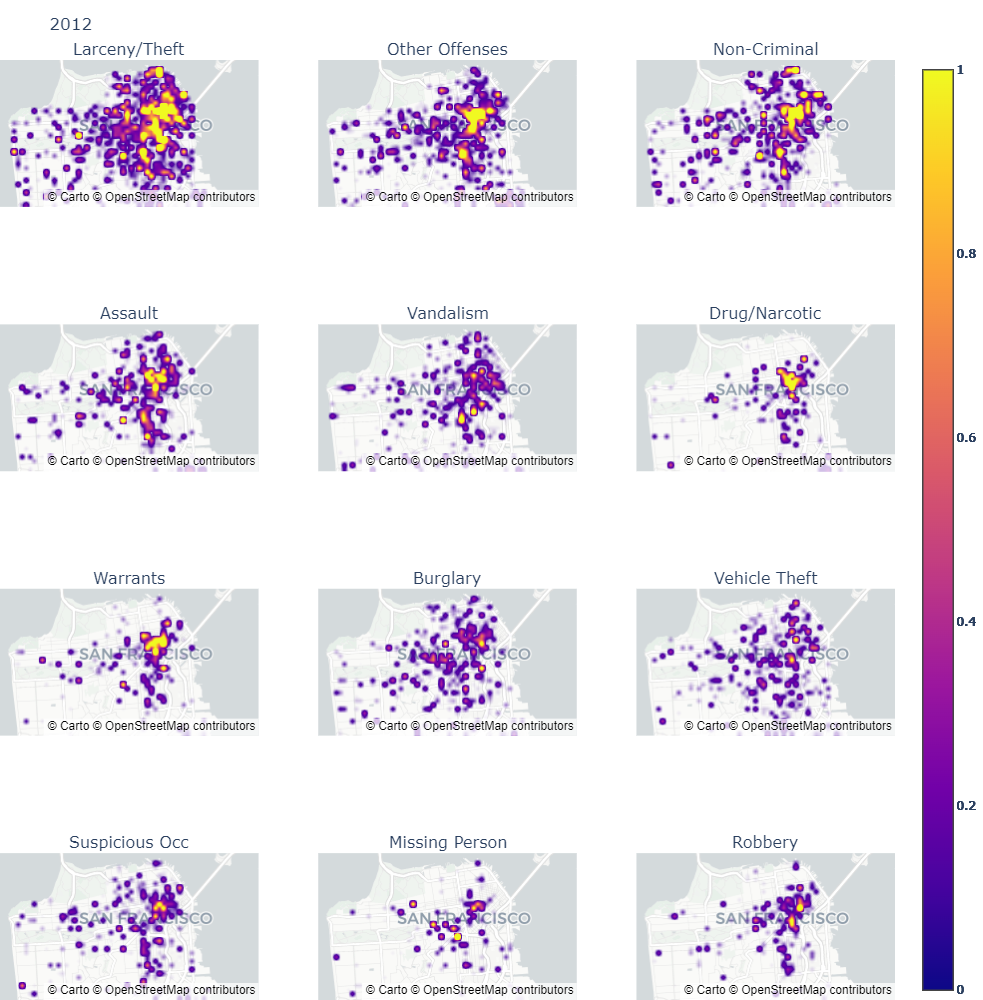 2012
Larceny/Theft
Other Offenses
Non-Criminal
SAN FRANCISCO
SAN FRANCISCO
SAN FRANCISCO
© Carto © OpenStreetMap contributors
© Carto © OpenStreetMap contributors
© Carto © OpenStreetMap contributors
Assault
Vandalism
Drug/Narcotic
SAN FRANCISCO
SAN FRANCISCO
SAN FRANCISCO
© Carto © OpenStreetMap contributors
© Carto © OpenStreetMap contributors
© Carto © OpenStreetMap contributors
Warrants
Burglary
Vehicle Theft
SAN FRANCISCO
SAN FRANCISCO
SAN FRANCISCO
© Carto © OpenStreetMap contributors
© Carto © OpenStreetMap contributors
© Carto © OpenStreetMap contributors
Suspicious Occ
Missing Person
Robbery
SAN FRANCISCO
SAN FRANCISCO
SAN FRANCISCO
© Carto © OpenStreetMap contributors
© Carto © OpenStreetMap contributors
© Carto © OpenStreetMap contributors
1
0.8
0.6
0.4
0.2
0